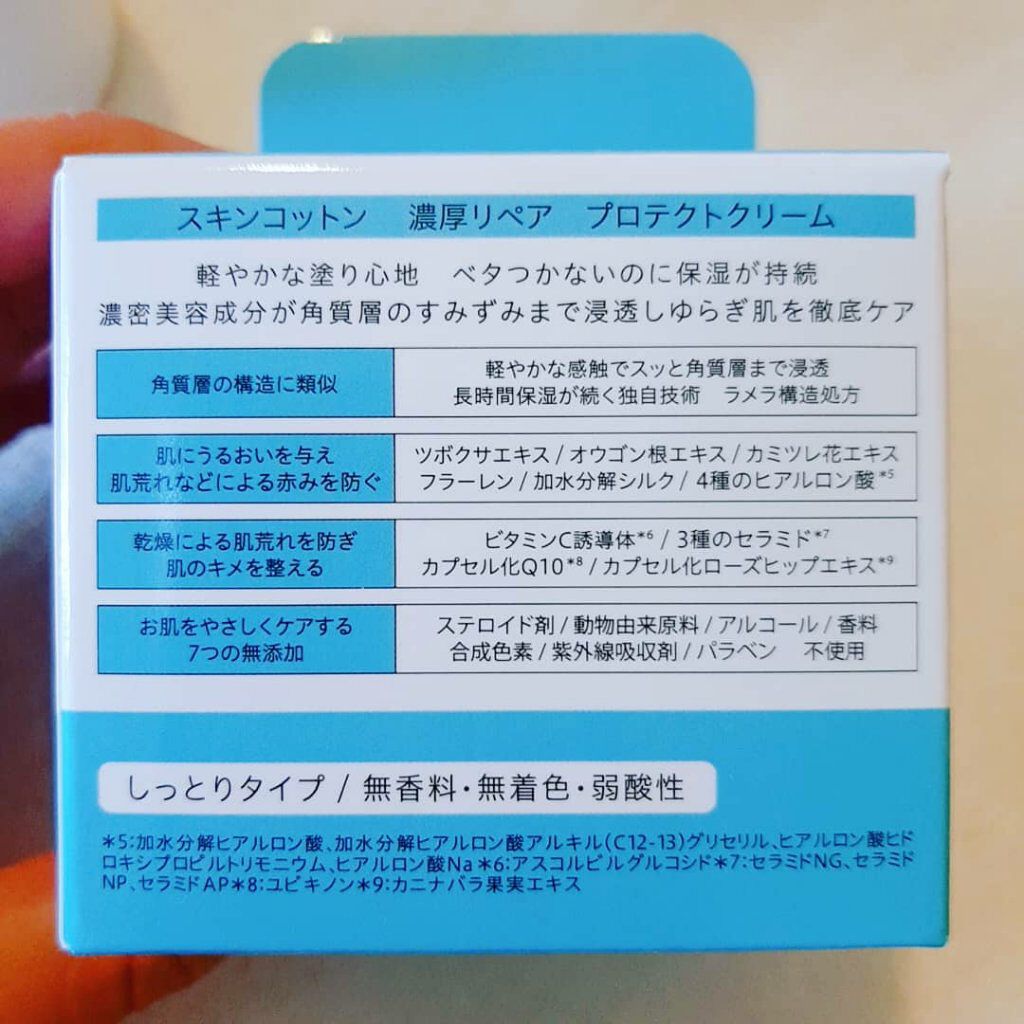 スキンコットン 濃厚リペア プロテクトクリーム
軽やかな塗り心地 ベタつかないのに保湿が持続
濃密美容成分が角質層のすみずみまで浸透しゆらぎ肌を徹底ケア
角質層の構造に類似
軽やかな感触でスッと角質層まで浸透
長時間保湿が続く独自技術 ラメラ構造処方
肌にうるおいを与え
肌荒れなどによる赤みを防ぐ
ツボクサエキス / オウゴン根エキス / カミツレ花エキス
フラーレン / 加水分解シルク / 4種のヒアルロン酸*5
乾燥による肌荒れを防ぎ
肌のキメを整える
ビタミンC誘導体*6 / 3種のセラミド*7
カプセル化Q10*8 / カプセル化ローズヒップエキス*9
お肌をやさしくケアする
7つの無添加
ステロイド剤 / 動物由来原料 / アルコール / 香料
合成色素 / 紫外線吸収剤 / パラベン 不使用
しっとりタイプ / 無香料・無着色・弱酸性
*5:加水分解ヒアルロン酸、加水分解ヒアルロン酸アルキル(C12-13)グリセリル、ヒアルロン酸ヒド
ロキシプロピルトリモニウム、ヒアルロン酸Na*6:アスコルビルグルコシド*7:セラミドNG、セラミド
NP、セラミドAP*8:ユビキノン*9:カニナバラ果実エキス